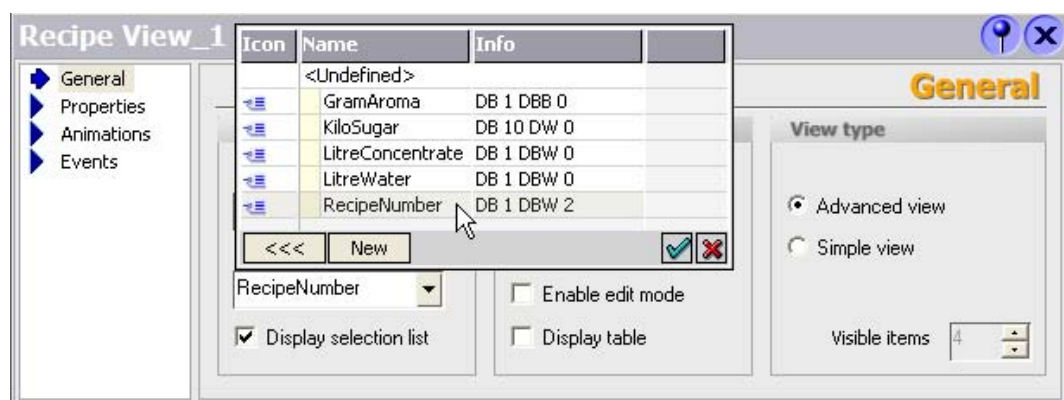 Recipe View_1
Icon Name Info
<Undefined>
GramAroma DB 1 DBB 0
KiloSugar DB 10 DW 0
LitreConcentrate DB 1 DBW 0
LitreWater DB 1 DBW 0
RecipeNumber DB 1 DBW 2
<<< New
General
Properties
Animations
Events
General
RecipeNumber
Display selection list
Enable edit mode
Display table
View type
Advanced view
Simple view
Visible items 4